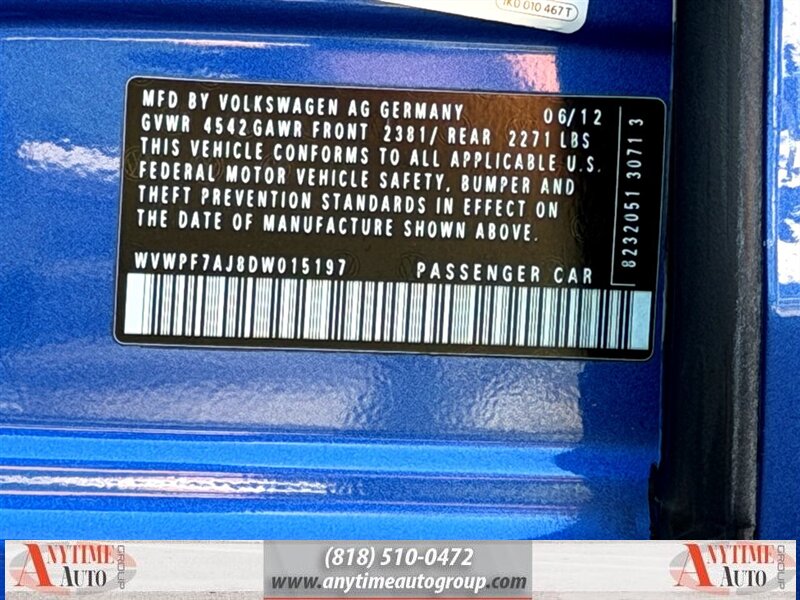 1K0 010 467 T
MFD BY VOLKSWAGEN AG GERMANY 06/12
GVWR 4542 GAWR FRONT 2381/ REAR 2271 LBS
THIS VEHICLE CONFORMS TO ALL APPLICABLE U.S.
FEDERAL MOTOR VEHICLE SAFETY, BUMPER AND
THEFT PREVENTION STANDARDS IN EFFECT ON
THE DATE OF MANUFACTURE SHOWN ABOVE.
WVWPF7AJ8DW015197 PASSENGER CAR
8232051 30713
ANYTIME AUTO GROUP
(818) 510-0472
www.anytimeautogroup.com
ANYTIME AUTO GROUP